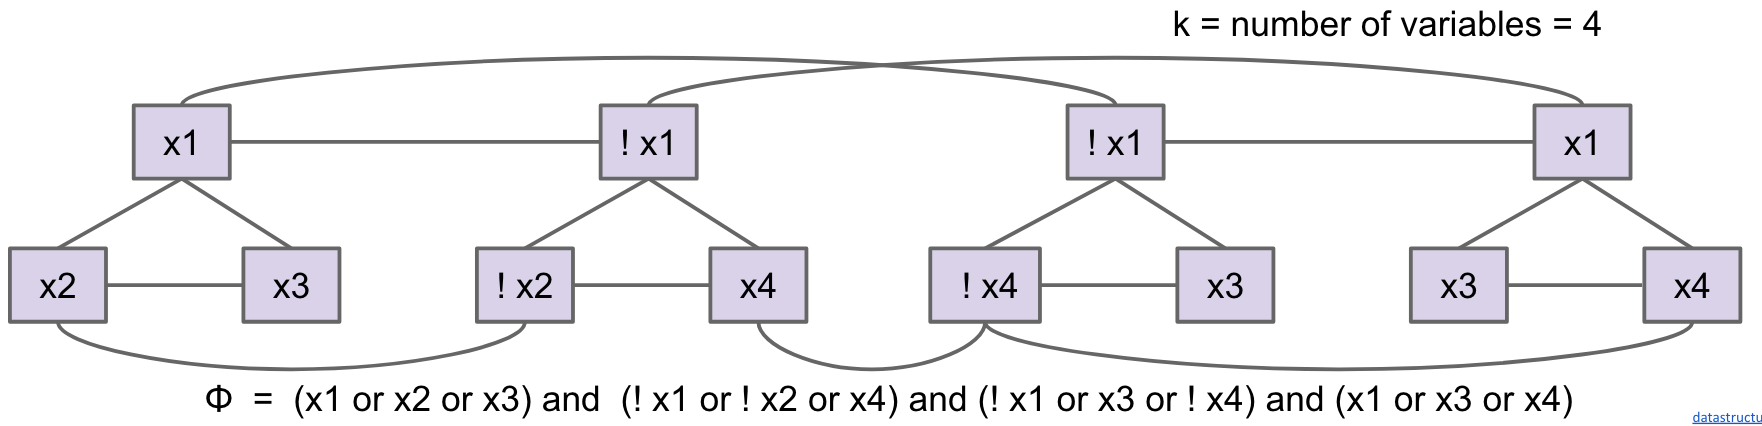 k = number of variables = 4
x1 ! x1 ! x1 x1
x2 x3 ! x2 x4 ! x4 x3 x3 x4
Φ = (x1 or x2 or x3) and (! x1 or ! x2 or x4) and (! x1 or x3 or ! x4) and (x1 or x3 or x4)
datastructu